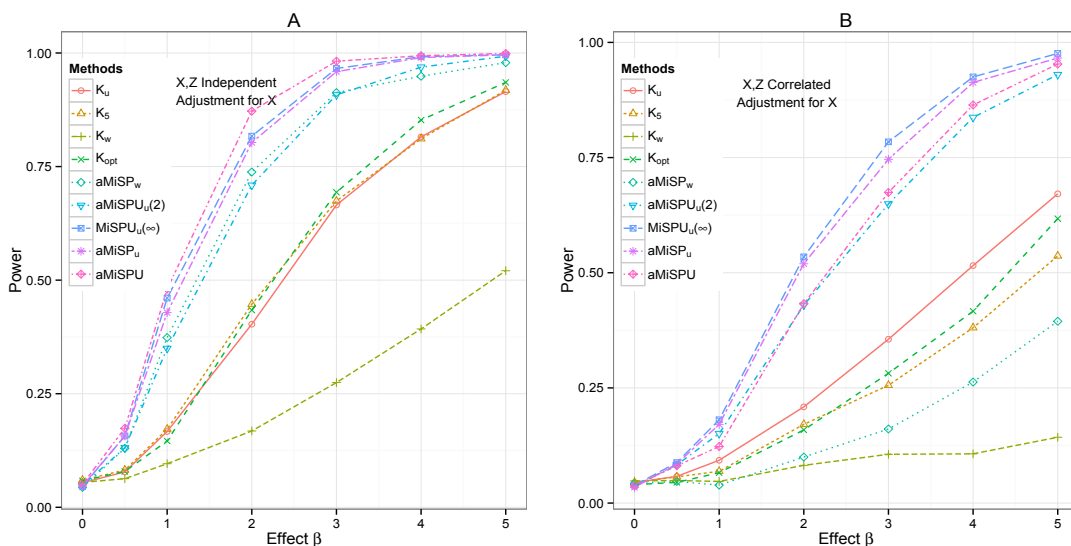 A
1.00
0.75
0.50
0.25
0.00
Power
Methods
Ku
K5
Kw
Kopt
aMiSPw
aMiSPUu(2)
MiSPUu(∞)
aMiSPu
aMiSPU
X,Z Independent
Adjustment for X
0 1 2 3 4 5
Effect β
B
1.00
0.75
0.50
0.25
0.00
Power
Methods
Ku
K5
Kw
Kopt
aMiSPw
aMiSPUu(2)
MiSPUu(∞)
aMiSPu
aMiSPU
X,Z Correlated
Adjustment for X
0 1 2 3 4 5
Effect β